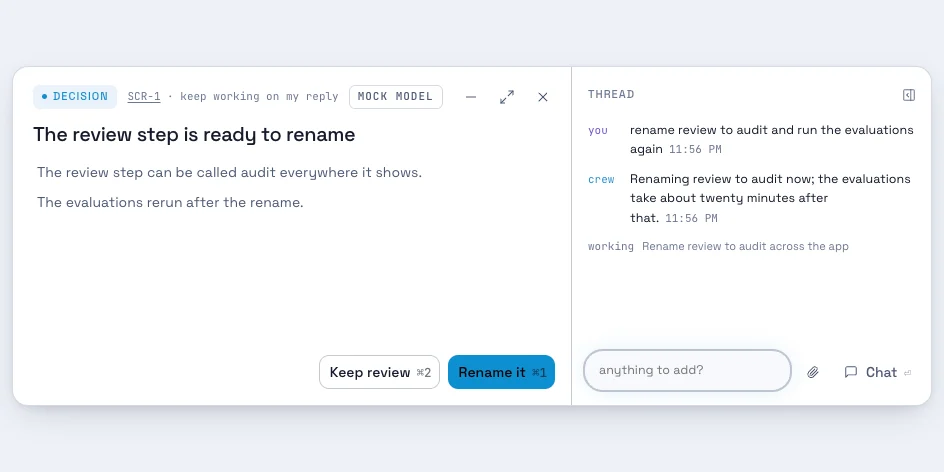 DECISION SCR-1 · keep working on my reply MOCK MODEL
The review step is ready to rename
The review step can be called audit everywhere it shows.
The evaluations rerun after the rename.
Keep review ⌘2 Rename it ⌘1
THREAD
you rename review to audit and run the evaluations
again 11:56 PM
crew Renaming review to audit now; the evaluations
take about twenty minutes after
that. 11:56 PM
working Rename review to audit across the app
anything to add?
Chat ⏎